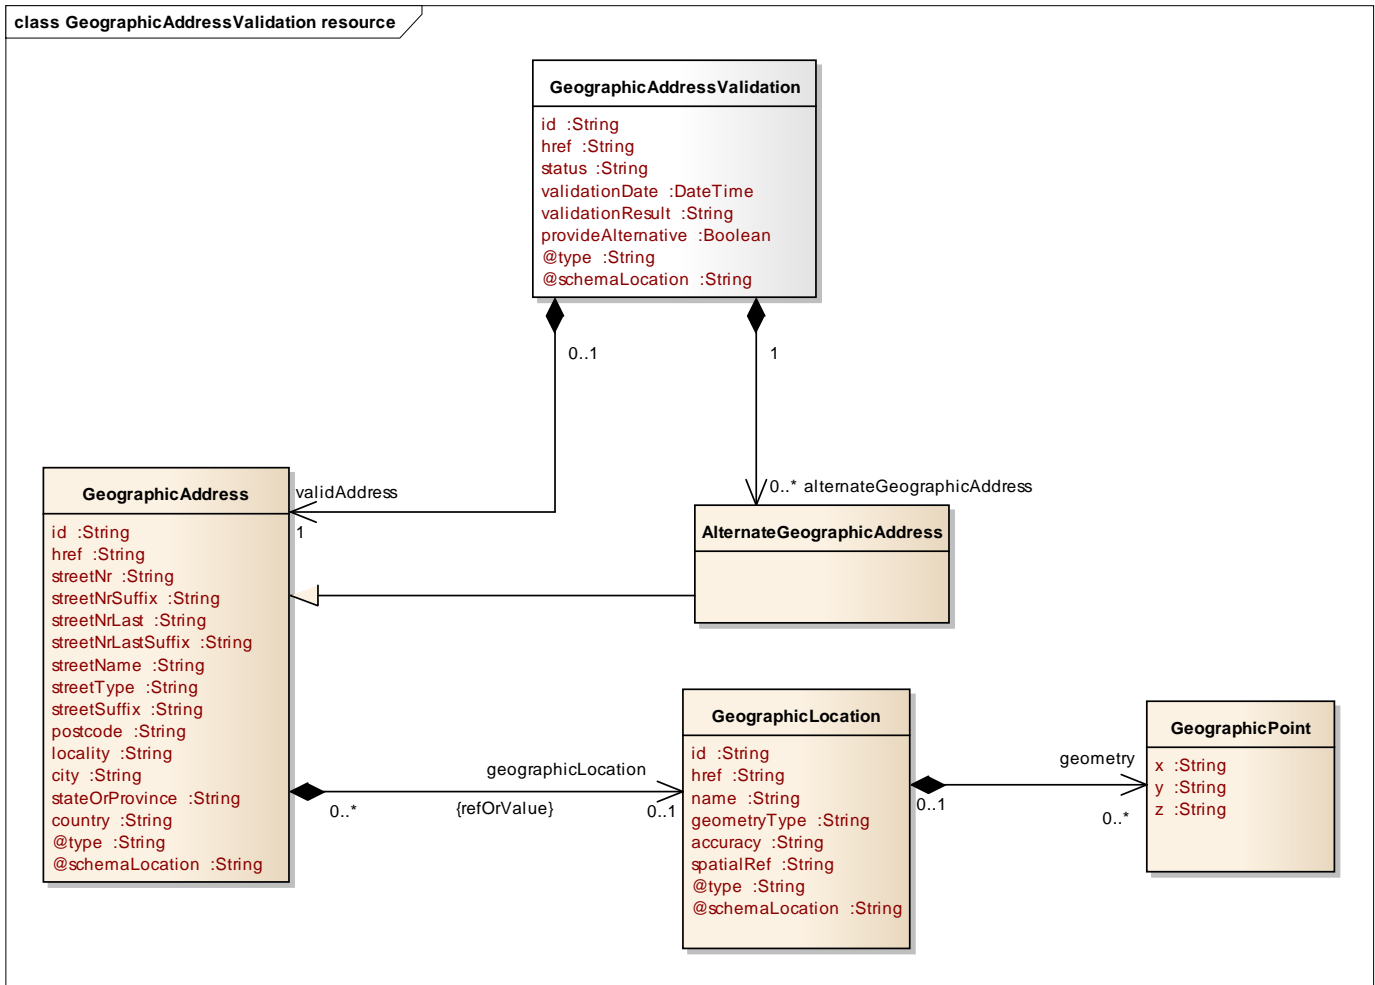 class GeographicAddressValidation resource
GeographicAddressValidation
id :String
href :String
status :String
validationDate :DateTime
validationResult :String
provideAlternative :Boolean
@type :String
@schemaLocation :String
0..1
1
validAddress
1
0..* alternateGeographicAddress
GeographicAddress
id :String
href :String
streetNr :String
streetNrSuffix :String
streetNrLast :String
streetNrLastSuffix :String
streetName :String
streetType :String
streetSuffix :String
postcode :String
locality :String
city :String
stateOrProvince :String
country :String
@type :String
@schemaLocation :String
AlternateGeographicAddress
geographicLocation
0..*
{refOrValue}
0..1
GeographicLocation
id :String
href :String
name :String
geometryType :String
accuracy :String
spatialRef :String
@type :String
@schemaLocation :String
geometry
0..1
0..*
GeographicPoint
x :String
y :String
z :String